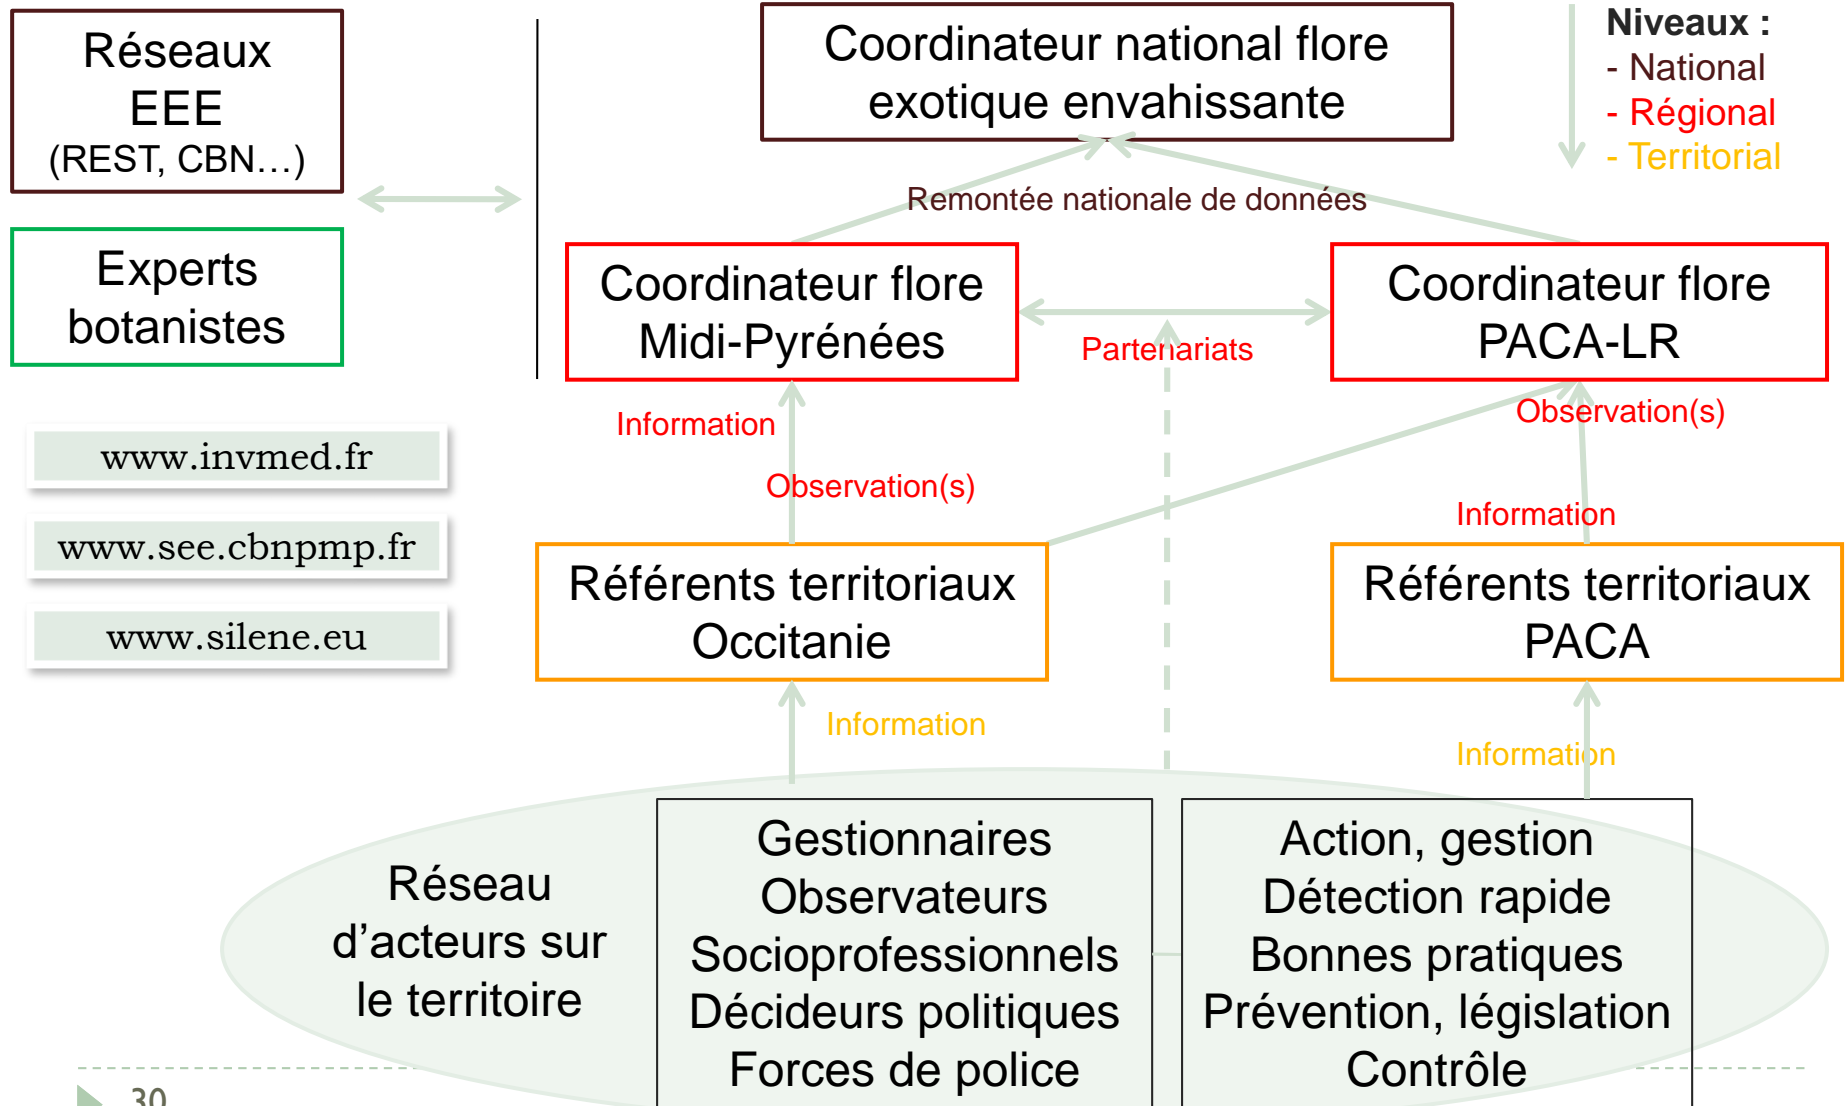 Réseaux
EEE
(REST, CBN…)
Coordinateur national flore
exotique envahissante
Niveaux :
- National
- Régional
- Territorial
Remontée nationale de données
Experts
botanistes
Coordinateur flore
Midi-Pyrénées
Partenariats
Coordinateur flore
PACA-LR
Information
Observation(s)
Observation(s)
Information
www.invmed.fr
www.see.cbnpmp.fr
www.silene.eu
Référents territoriaux
Occitanie
Référents territoriaux
PACA
Information
Information
Réseau
d’acteurs sur
le territoire
Gestionnaires
Observateurs
Socioprofessionnels
Décideurs politiques
Forces de police
Action, gestion
Détection rapide
Bonnes pratiques
Prévention, législation
Contrôle
30